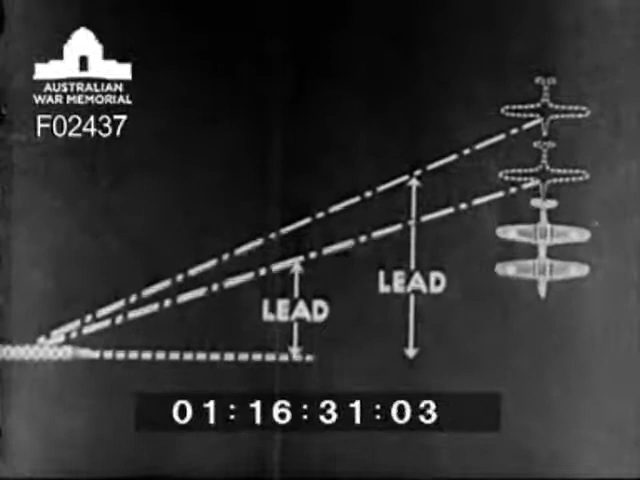 AUSTRALIAN
WAR MEMORIAL
F02437
LEAD
LEAD
01:16:31:03